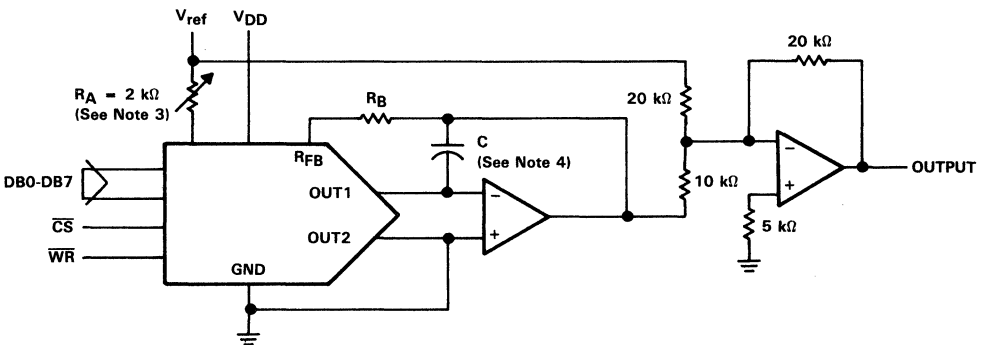 Vref
VDD
20 kΩ
RA = 2 kΩ
(See Note 3)
RB
20 kΩ
C
(See Note 4)
RFB
DB0-DB7
OUT1
−
+
−
+
OUTPUT
10 kΩ
5 kΩ
CS
OUT2
WR
GND